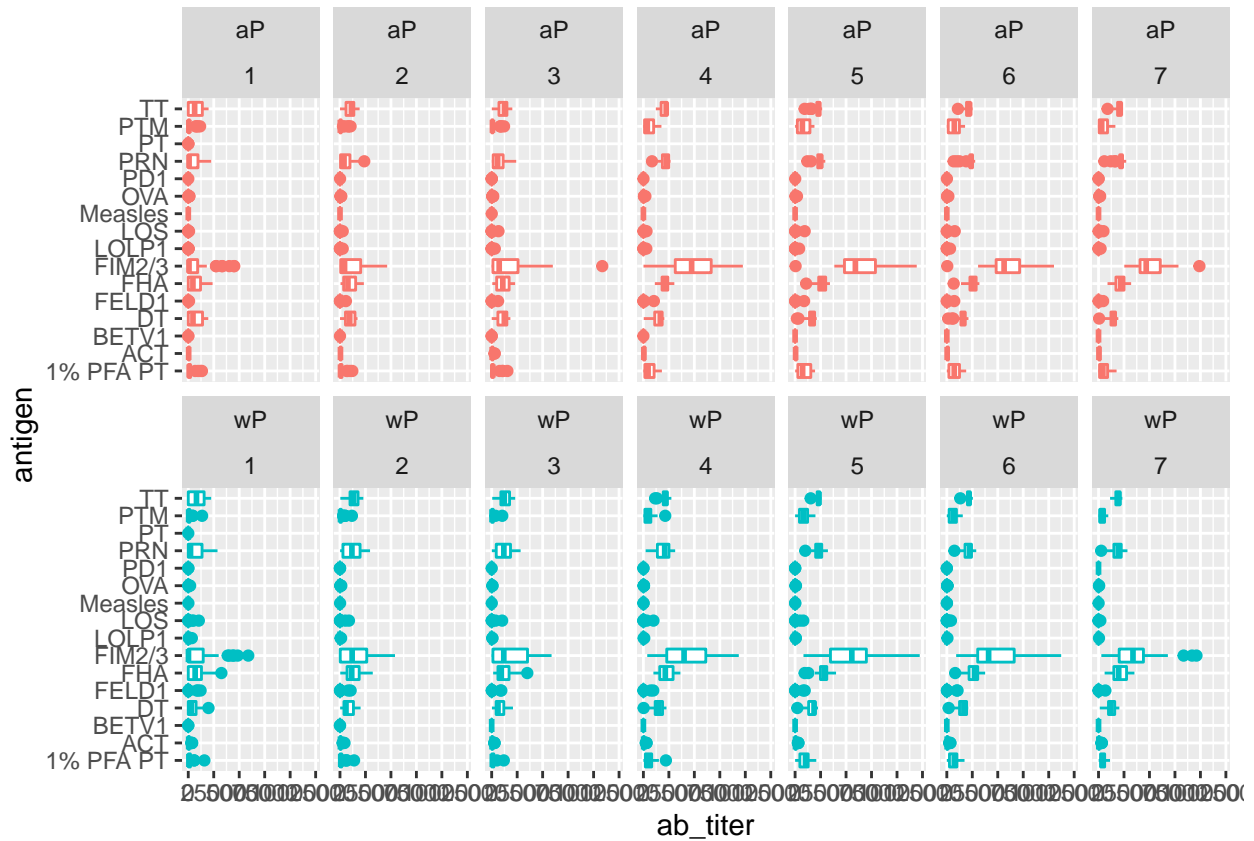 aP aP aP aP aP aP aP
1 2 3 4 5 6 7
TT
PTM
PT
PRN
PD1
OVA
Measles
LOS
LOLP1
FIM2/3
FHA
FELD1
DT
BETV1
ACT
1% PFA PT
antigen
wP wP wP wP wP wP wP
1 2 3 4 5 6 7
TT
PTM
PT
PRN
PD1
OVA
Measles
LOS
LOLP1
FIM2/3
FHA
FELD1
DT
BETV1
ACT
1% PFA PT
ab_titer